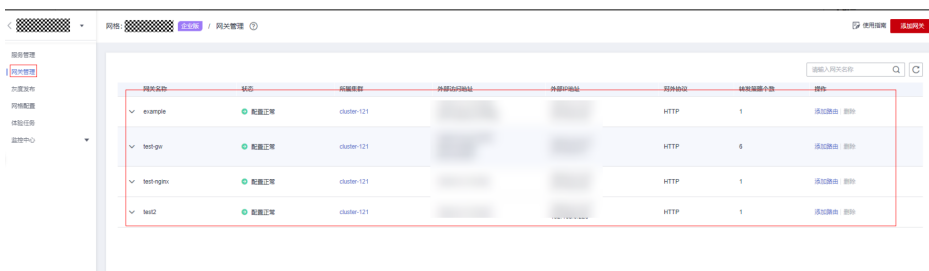 网格: 企业版 / 网关管理
使用指南 添加网关
服务管理
网关管理
灰度发布
网格配置
体验任务
监控中心
请输入网关名称
网关名称 状态 所属集群 外部访问地址 外部IP地址 对外协议 转发策略个数 操作
example 配置正常 cluster-121 HTTP 1 添加路由 删除
test-gw 配置正常 cluster-121 HTTP 6 添加路由 删除
test-nginx 配置正常 cluster-121 HTTP 1 添加路由 删除
test2 配置正常 cluster-121 HTTP 1 添加路由 删除